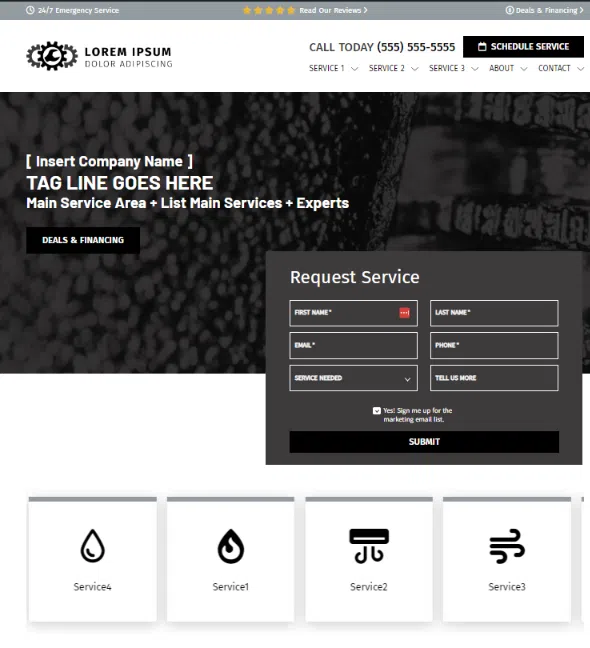 24/7 Emergency Service
Read Our Reviews
Deals & Financing
LOREM IPSUM
DOLOR ADIPISCING
CALL TODAY (555) 555-5555
SCHEDULE SERVICE
SERVICE 1
SERVICE 2
SERVICE 3
ABOUT
CONTACT
[ Insert Company Name ]
TAG LINE GOES HERE
Main Service Area + List Main Services + Experts
DEALS & FINANCING
Request Service
FIRST NAME*
LAST NAME*
EMAIL*
PHONE*
SERVICE NEEDED
TELL US MORE
Yes! Sign me up for the
marketing email list.
SUBMIT
Service4
Service1
Service2
Service3